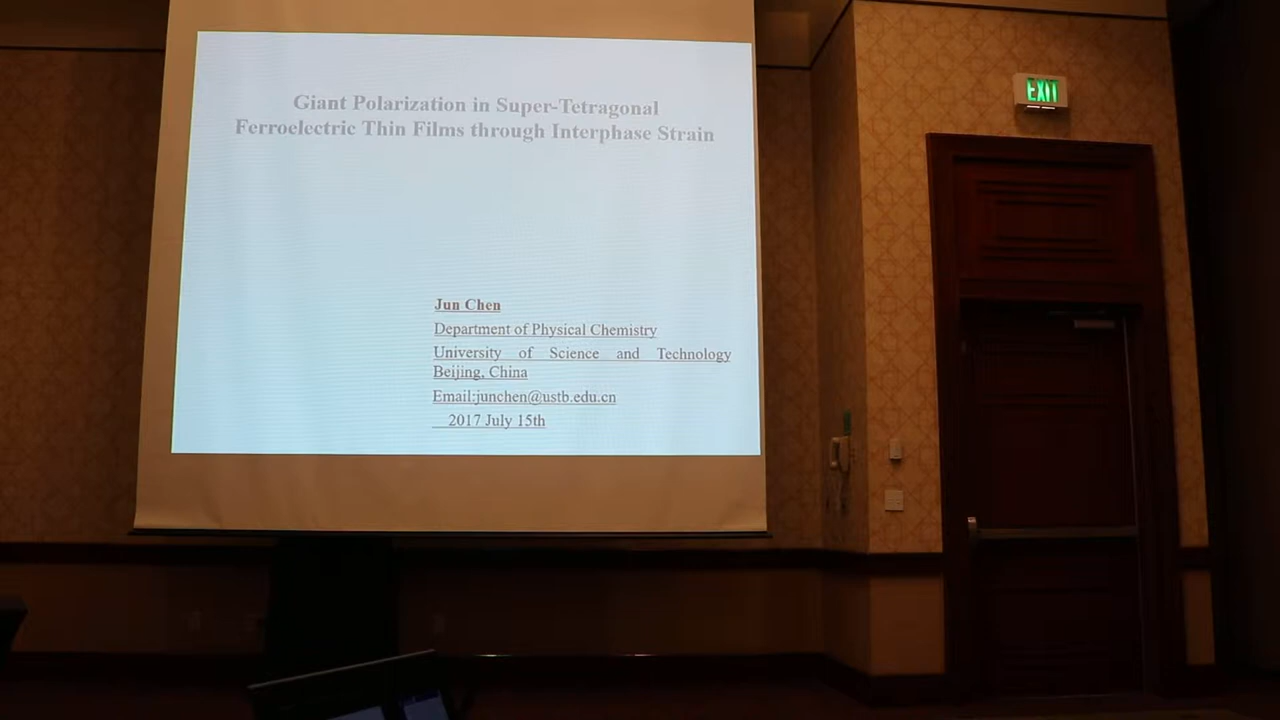 Giant Polarization in Super-Tetragonal
Ferroelectric Thin Films through Interphase Strain
Jun Chen
Department of Physical Chemistry
University of Science and Technology
Beijing, China
Email:junchen@ustb.edu.cn
2017 July 15th
EXIT